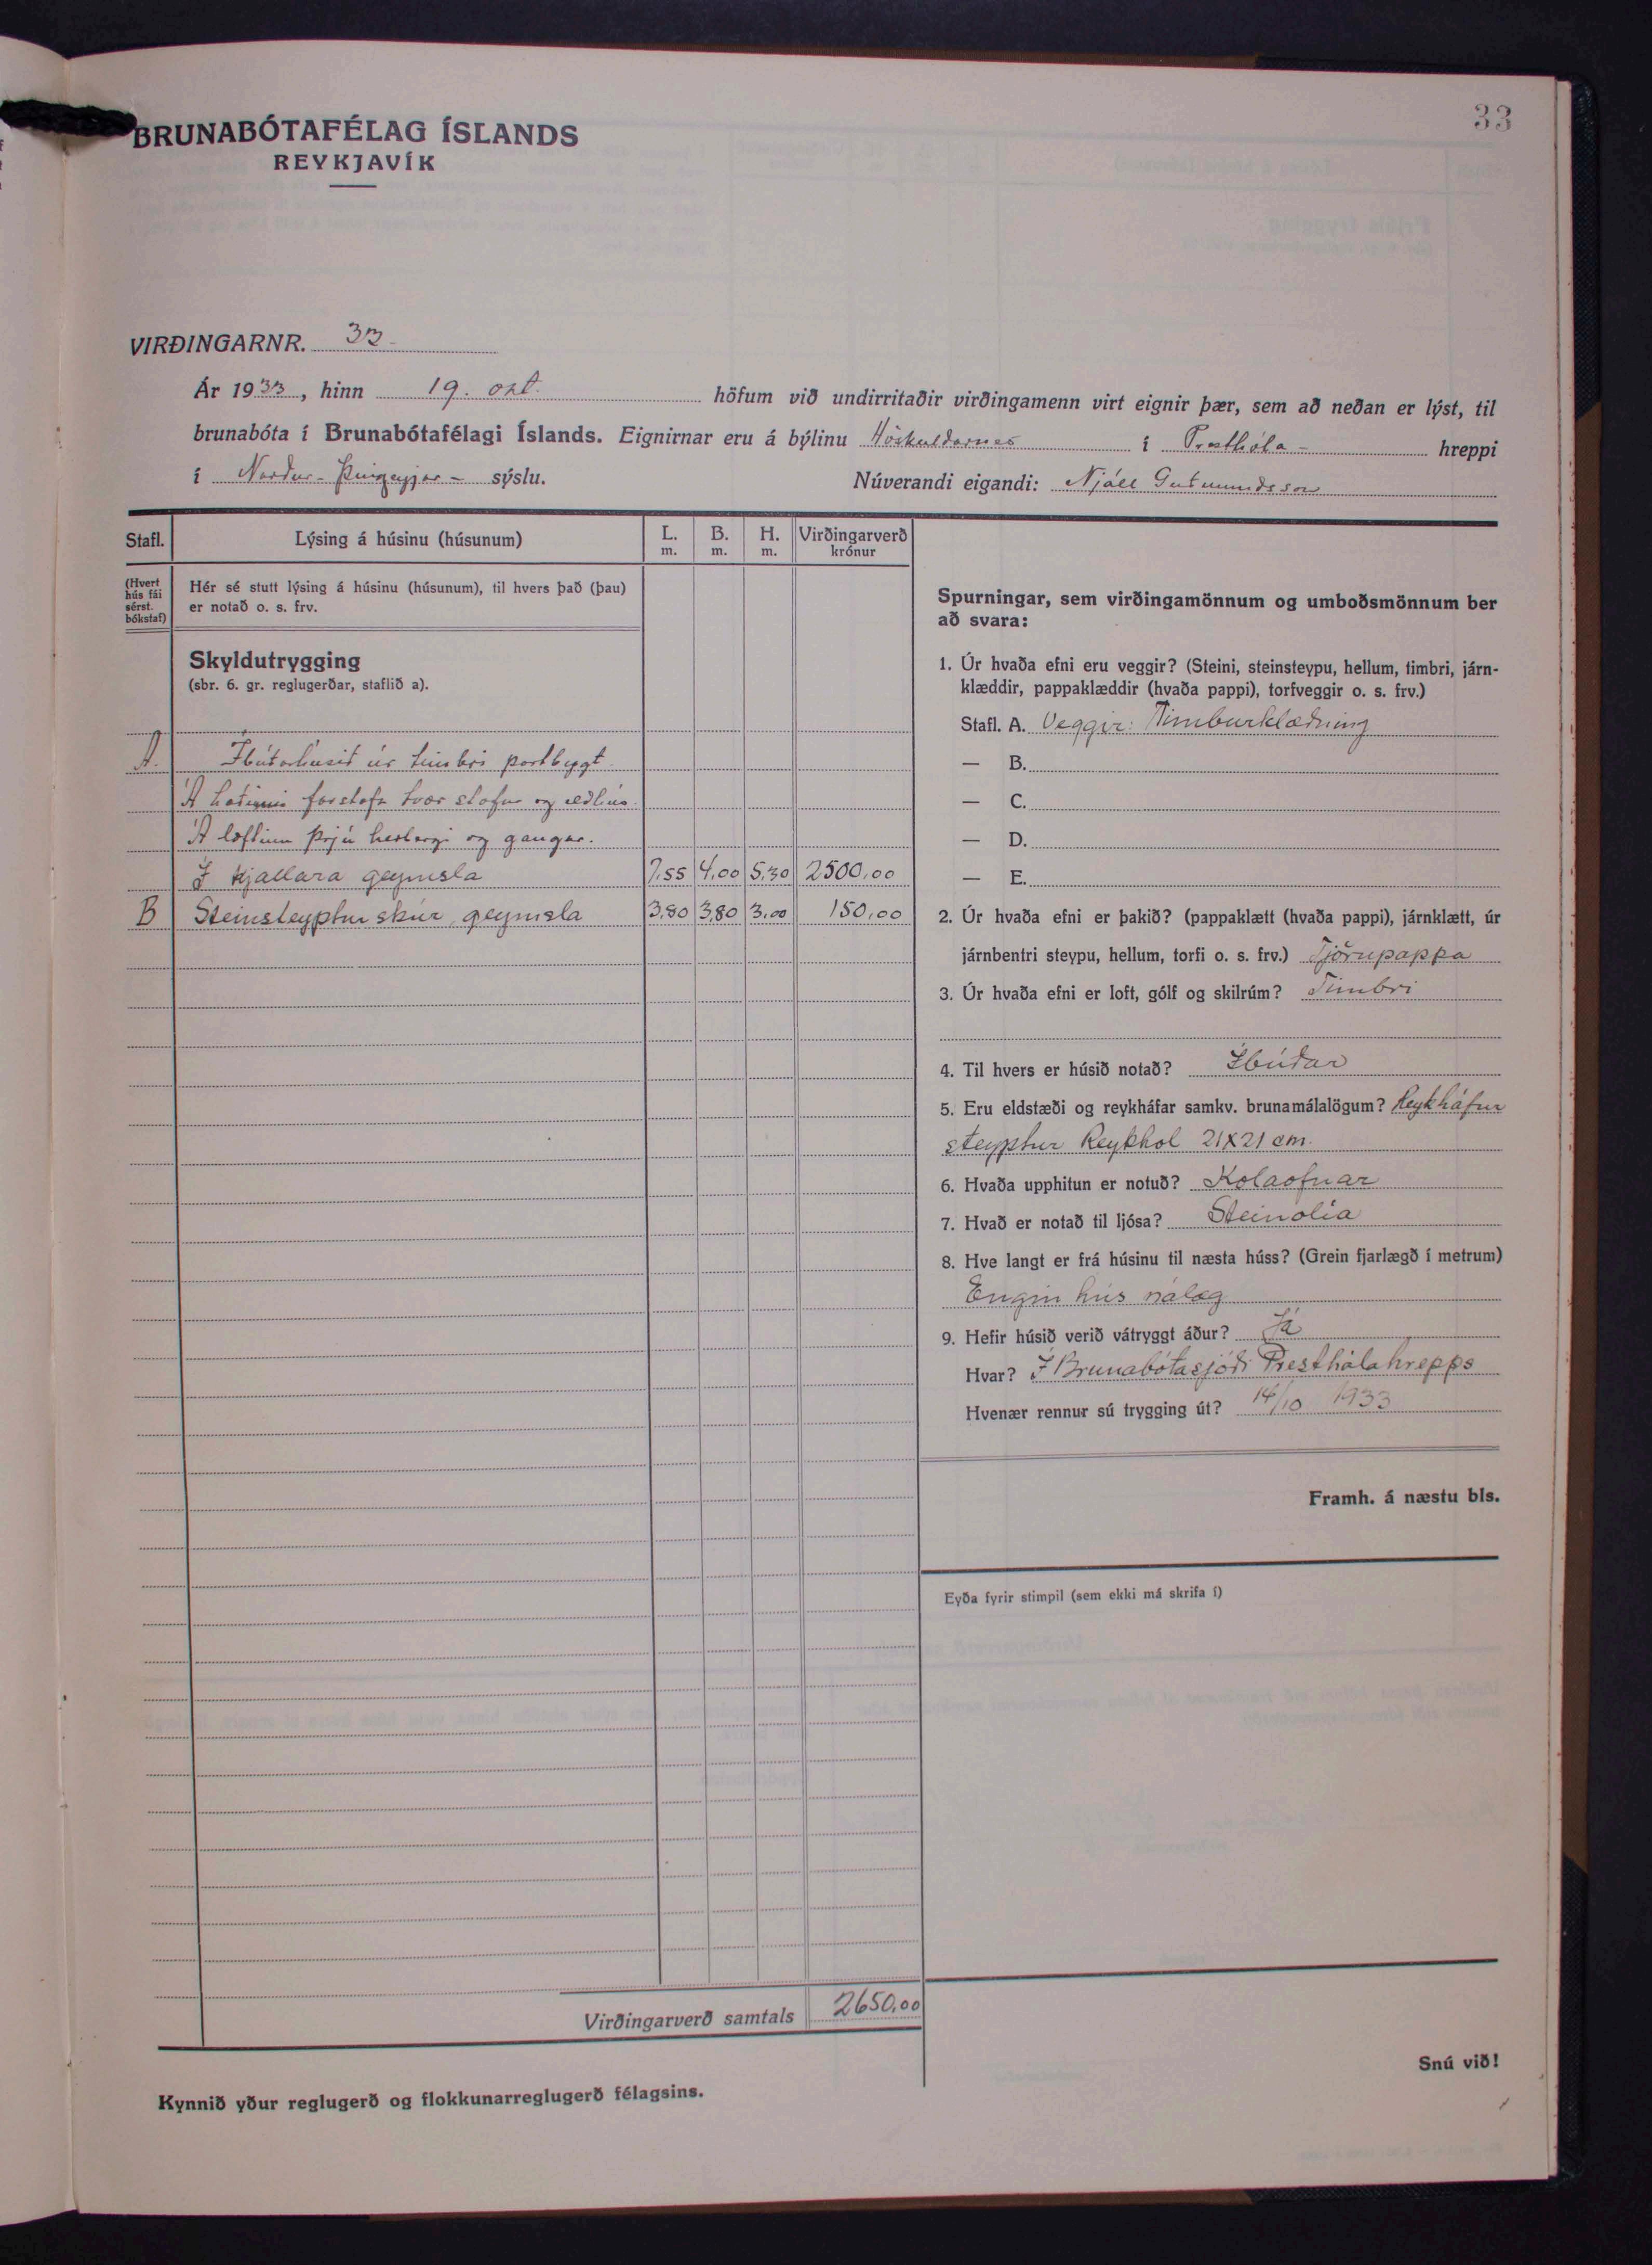 33
BRUNABÓTAFÉLAG ÍSLANDS
REYKJAVÍK
VIRÐINGARNR. 33
Ár 1933, hinn 19. okt. höfum við undirritaðir virðingamenn virt eignir þær, sem að neðan er lýst, til
brunabóta í Brunabótafélagi Íslands. Eignirnar eru á býlinu Höskuldarnes í Presthóla- hreppi
í Norður-Þingeyjar- sýslu. Núverandi eigandi: Njáll Guðmundsson
Stafl. Lýsing á húsinu (húsunum) L. m. B. m. H. m. Virðingarverð krónur
(Hvert hús fái sérst. bókstaf)
Hér sé stutt lýsing á húsinu (húsunum), til hvers það (þau)
er notað o. s. frv.
Skyldutrygging
(sbr. 6. gr. reglugerðar, staflið a).
A. Íbúðarhúsið úr timbri portbygt.
Á hæðinni forstofa tvær stofur og eldhús.
Á loftinu þrjú herbergi og gangur.
Í kjallara geymsla 7.55 4,00 5,30 2500,00
B Steinsteyptur skúr, geymsla 3,80 3,80 3,00 150,00
Virðingarverð samtals 2650,00
Kynnið yður reglugerð og flokkunarreglugerð félagsins.
Spurningar, sem virðingamönnum og umboðsmönnum ber
að svara:
1. Úr hvaða efni eru veggir? (Steini, steinsteypu, hellum, timbri, járn-
klæddir, pappaklæddir (hvaða pappi), torfveggir o. s. frv.)
Stafl. A. Veggir: Timburklæðning
— B.
— C.
— D.
— E.
2. Úr hvaða efni er þakið? (pappaklætt (hvaða pappi), járnklætt, úr
járnbentri steypu, hellum, torfi o. s. frv.) Tjörupappa
3. Úr hvaða efni er loft, gólf og skilrúm? Timbri
4. Til hvers er húsið notað? Íbúðar
5. Eru eldstæði og reykháfar samkv. brunamálalögum? Reykháfur
steyptur Reykhol 21x21 cm.
6. Hvaða upphitun er notuð? Kolaofnar
7. Hvað er notað til ljósa? Steinolía
8. Hve langt er frá húsinu til næsta húss? (Grein fjarlægð í metrum)
Engin hús nálæg
9. Hefir húsið verið vátryggt áður? Já
Hvar? Í Brunabótasjóði Presthólahrepps
Hvenær rennur sú trygging út? 14/10 1933
Framh. á næstu bls.
Eyða fyrir stimpil (sem ekki má skrifa í)
Snú við!